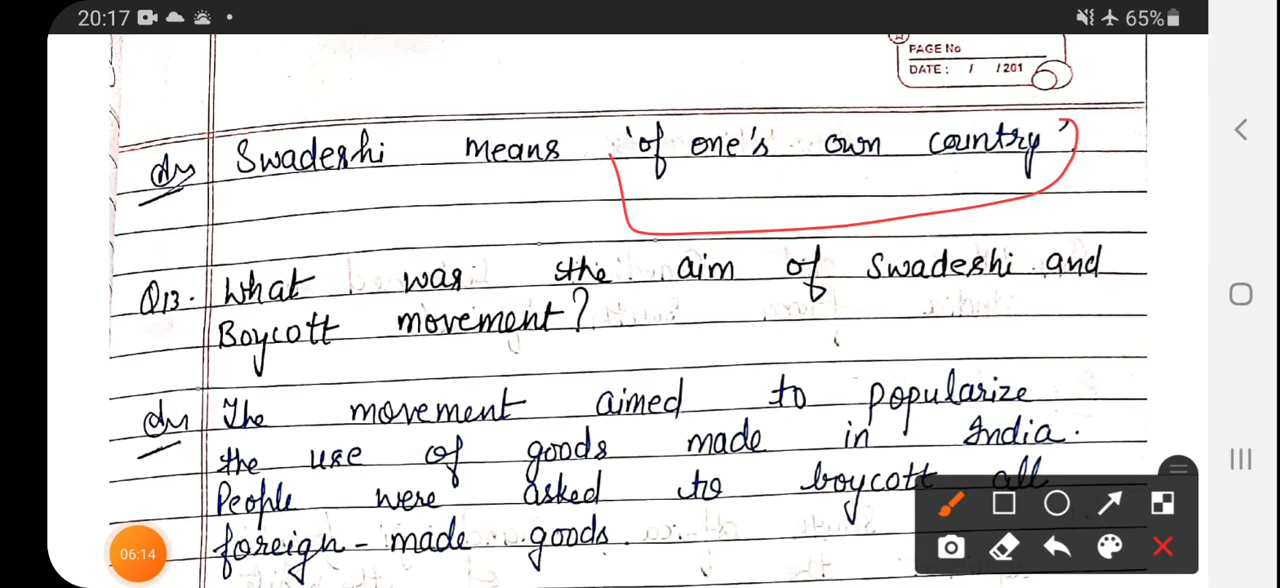 20:17
65%
PAGE No
DATE: / /201
Ans Swadeshi means 'of one's own country'
Q13. What was the aim of Swadeshi and
Boycott movement?
Ans The movement aimed to popularize
the use of goods made in India.
People were asked to boycott all
foreign-made goods.
06:14